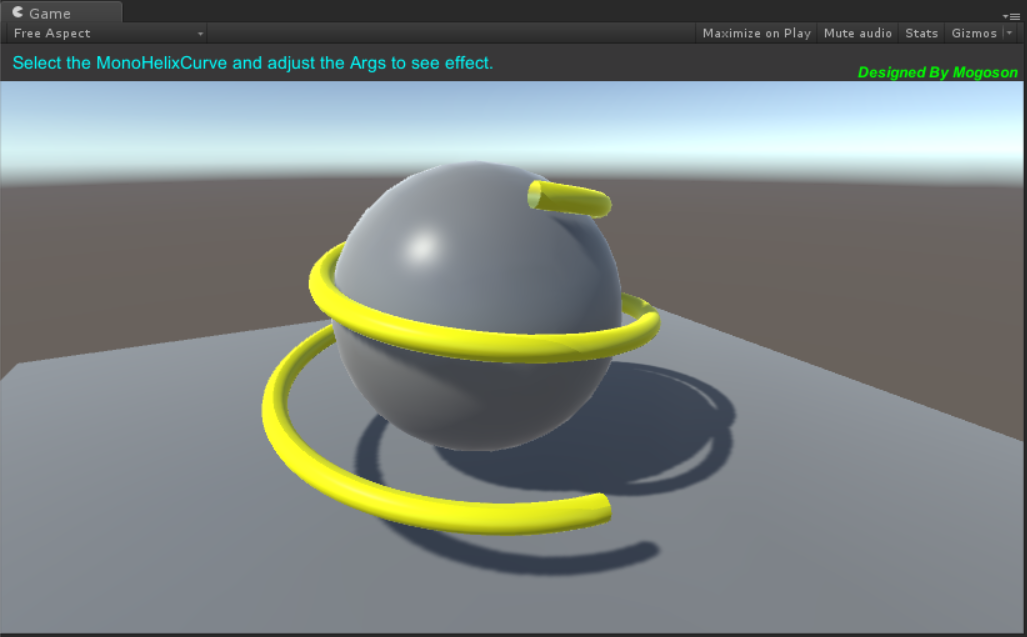 Game
Free Aspect
Maximize on Play
Mute audio
Stats
Gizmos
Select the MonoHelixCurve and adjust the Args to see effect.
Designed By Mogoson